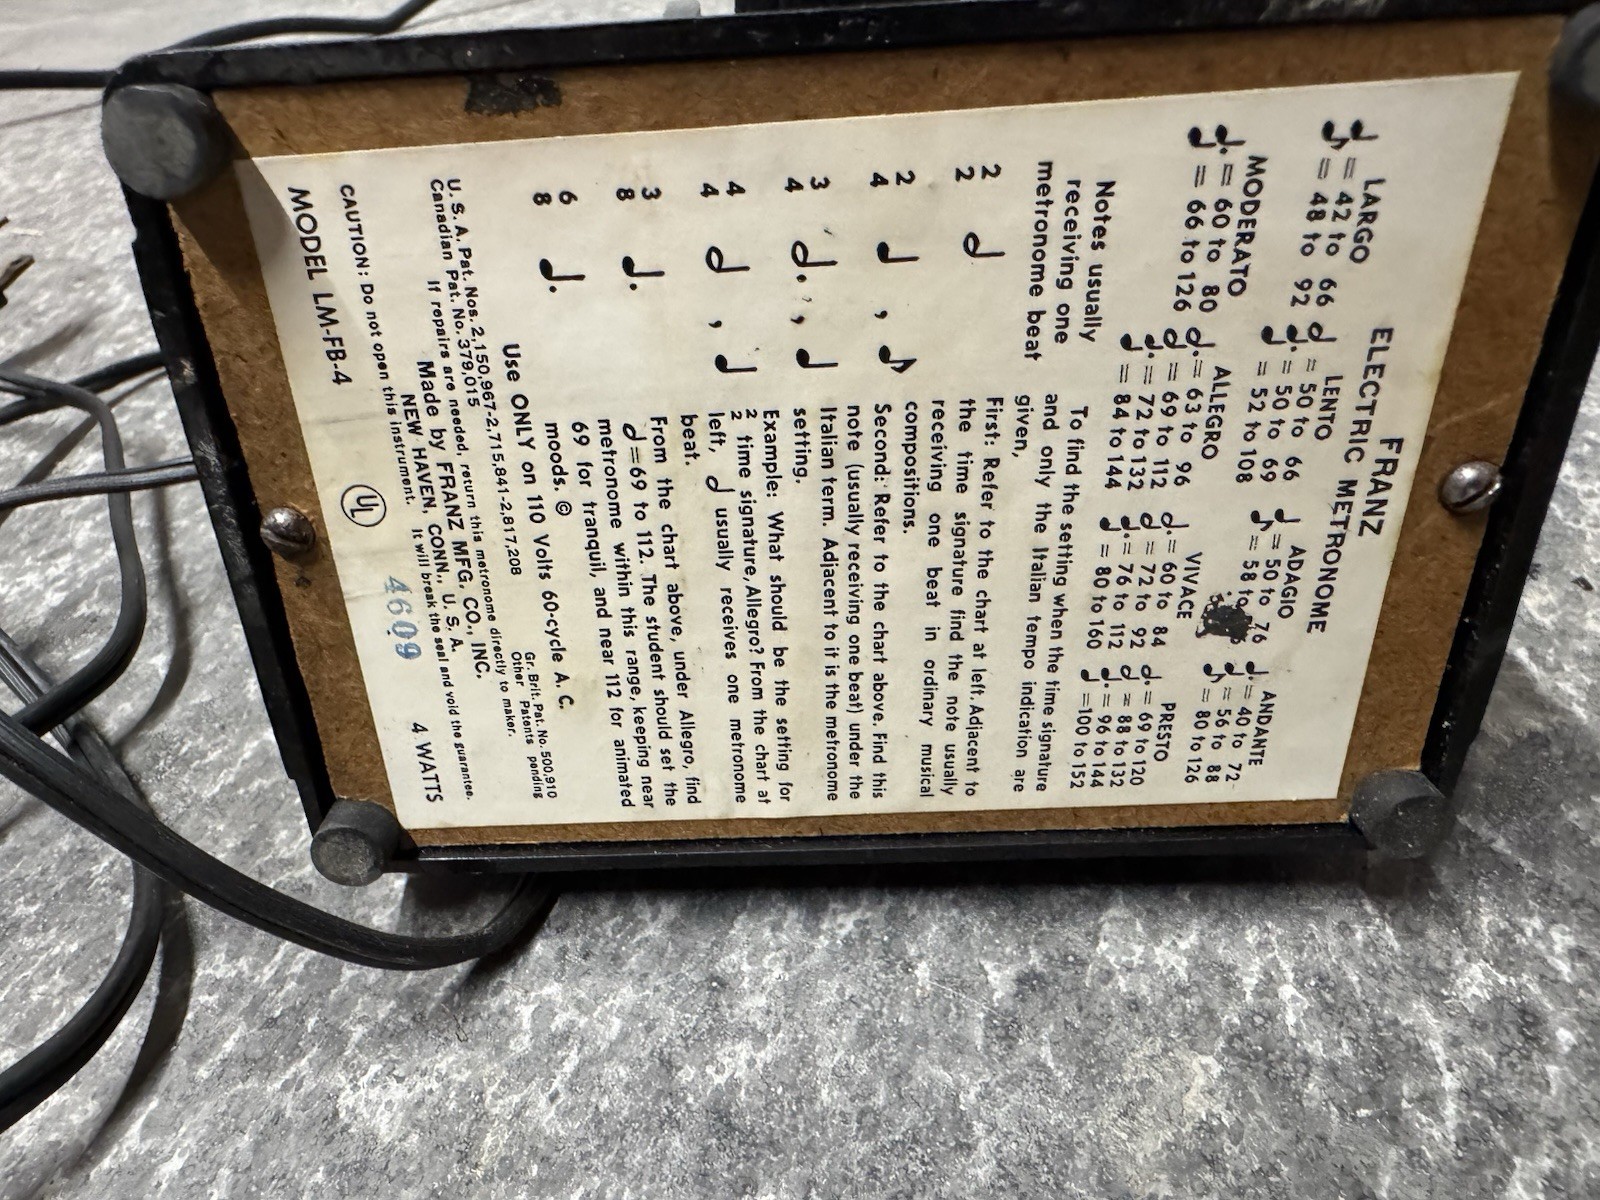 FRANZ
ELECTRIC METRONOME
LARGO
♩ = 42 to 66
♪ = 48 to 92
LENTO
𝅗𝅥 = 50 to 66
♩. = 50 to 69
♩ = 52 to 108
ADAGIO
♩ = 50 to 76
♪ = 58 to
ANDANTE
♩. = 40 to 72
♩ = 56 to 88
♪ = 80 to 126
MODERATO
♩. = 60 to 80
♩ = 66 to 126
ALLEGRO
𝅗𝅥. = 63 to 96
𝅗𝅥 = 69 to 112
♩. = 72 to 132
♩ = 84 to 144
VIVACE
𝅗𝅥. = 60 to 84
𝅗𝅥 = 72 to 92
♩. = 76 to 112
♩ = 80 to 160
PRESTO
𝅗𝅥. = 69 to 120
𝅗𝅥 = 88 to 132
♩. = 96 to 144
♩ = 100 to 152
Notes usually
receiving one
metronome beat
2/2 𝅗𝅥
2/4 ♩ , ♪
3/4 𝅗𝅥. , ♩
4/4 𝅗𝅥 , ♩
3/8 ♩.
6/8 ♩.
To find the setting when the time signature
and only the Italian tempo indication are
given,
First: Refer to the chart at left. Adjacent to
the time signature find the note usually
receiving one beat in ordinary musical
compositions.
Second: Refer to the chart above. Find this
note (usually receiving one beat) under the
Italian term. Adjacent to it is the metronome
setting.
Example: What should be the setting for
2/2 time signature, Allegro? From the chart at
left, 𝅗𝅥 usually receives one metronome
beat.
From the chart above, under Allegro, find
𝅗𝅥 = 69 to 112. The student should set the
metronome within this range, keeping near
69 for tranquil, and near 112 for animated
moods. ©
Use ONLY on 110 Volts 60-cycle A. C.
U. S. A. Pat. Nos. 2,150,967-2,715,841-2,817,208
Gr. Brit. Pat. No. 500,910
Canadian Pat. No. 379,015
Other Patents pending
If repairs are needed, return this metronome directly to maker.
Made by FRANZ MFG. CO., INC.
NEW HAVEN, CONN., U. S. A.
CAUTION: Do not open this instrument. It will break the seal and void the guarantee.
MODEL LM-FB-4
UL
4609
4 WATTS